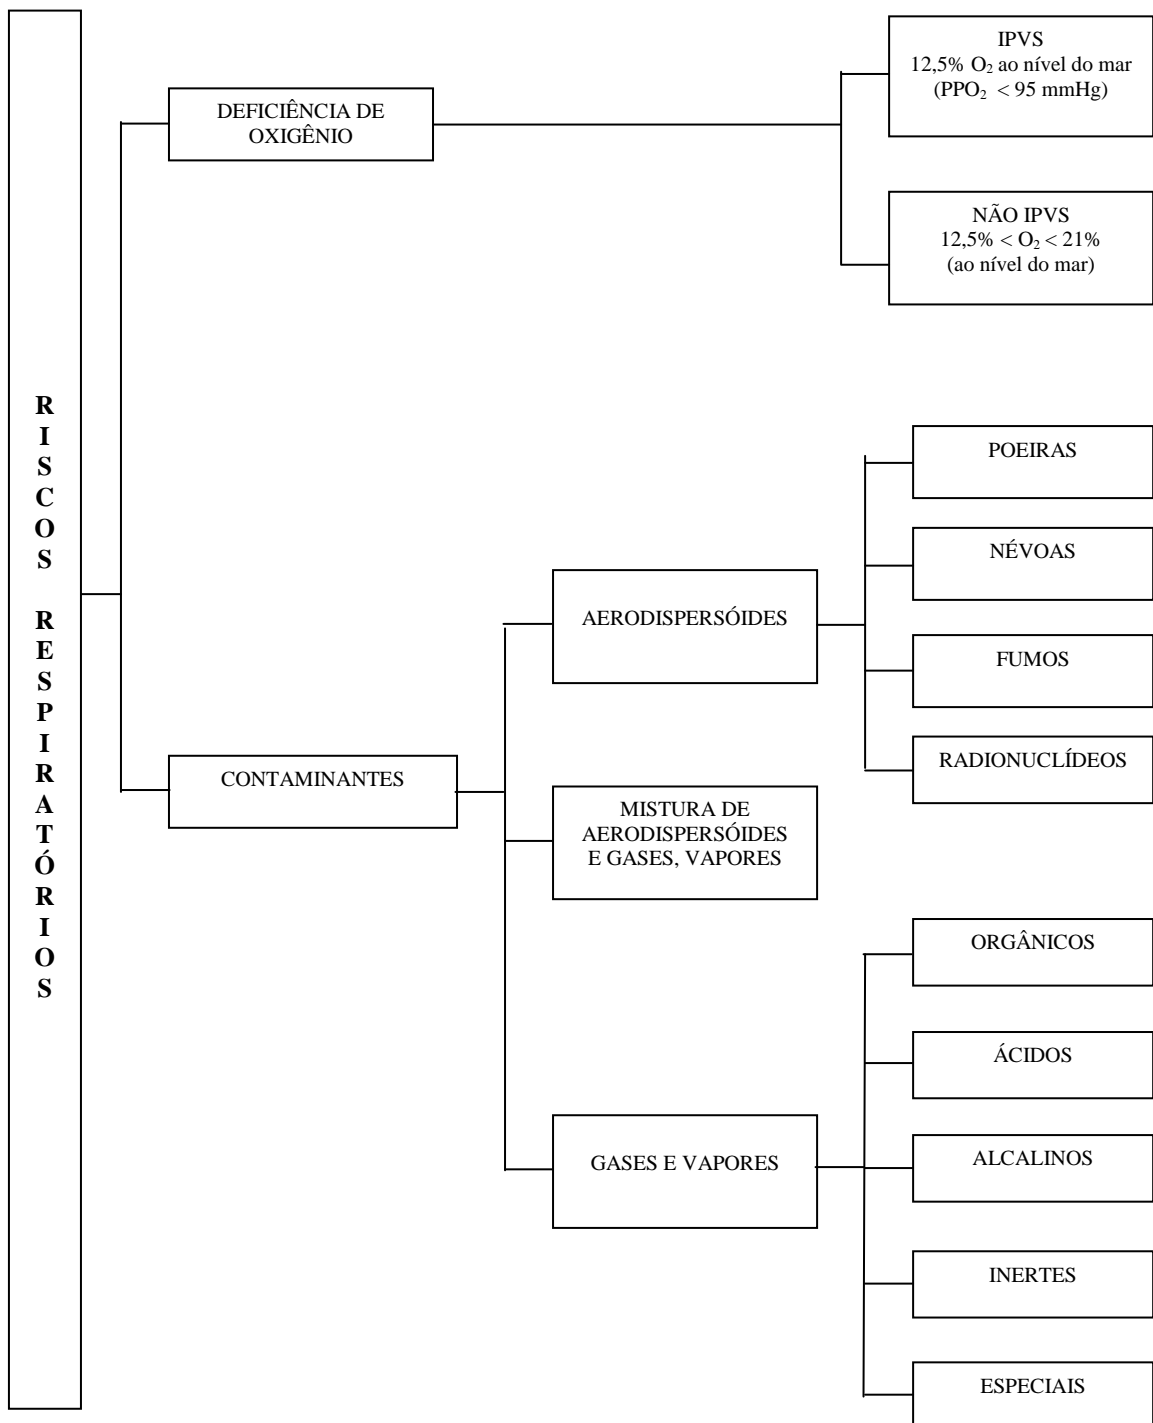 RISCOS RESPIRATÓRIOS
DEFICIÊNCIA DE
OXIGÊNIO
IPVS
12,5% O₂ ao nível do mar
(PPO₂ < 95 mmHg)
NÃO IPVS
12,5% < O₂ < 21%
(ao nível do mar)
CONTAMINANTES
AERODISPERSÓIDES
POEIRAS
NÉVOAS
FUMOS
RADIONUCLÍDEOS
MISTURA DE
AERODISPERSÓIDES
E GASES, VAPORES
GASES E VAPORES
ORGÂNICOS
ÁCIDOS
ALCALINOS
INERTES
ESPECIAIS